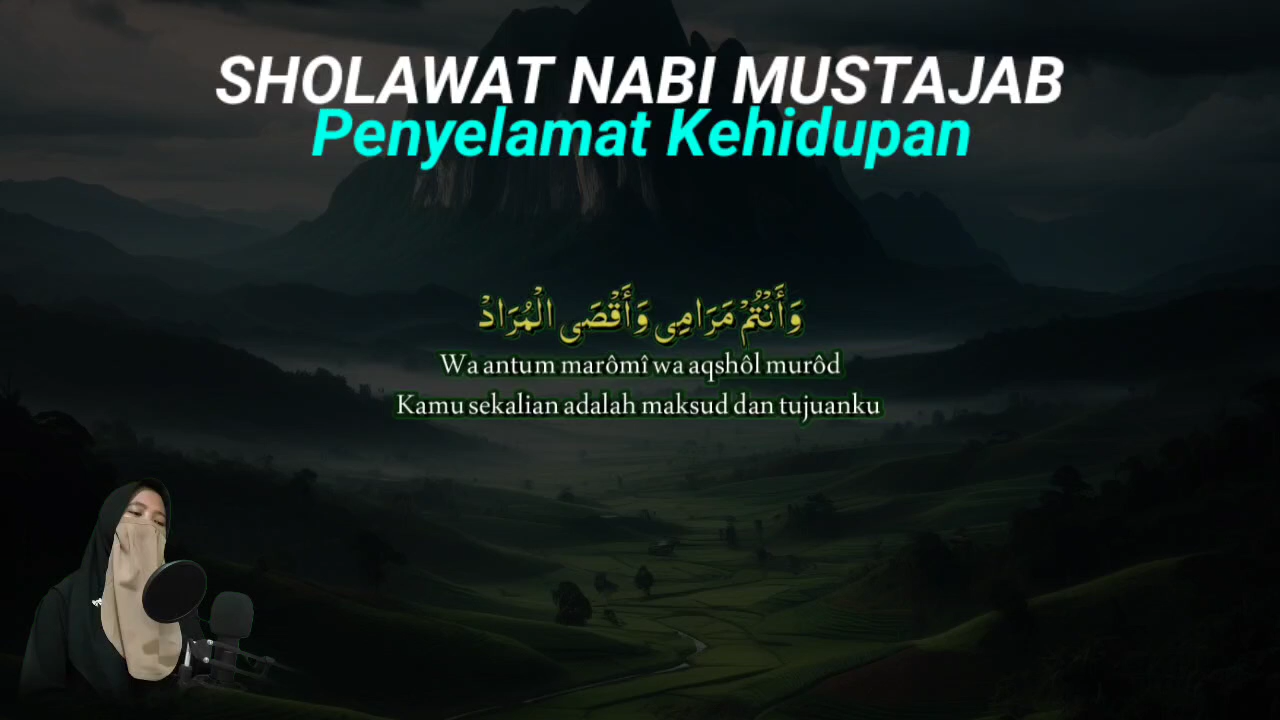 SHOLAWAT NABI MUSTAJAB
Penyelamat Kehidupan
وَأَنْتُمْ مَرَامِى وَأَقْصَى الْمُرَادْ
Wa antum marômî wa aqshôl murôd
Kamu sekalian adalah maksud dan tujuanku